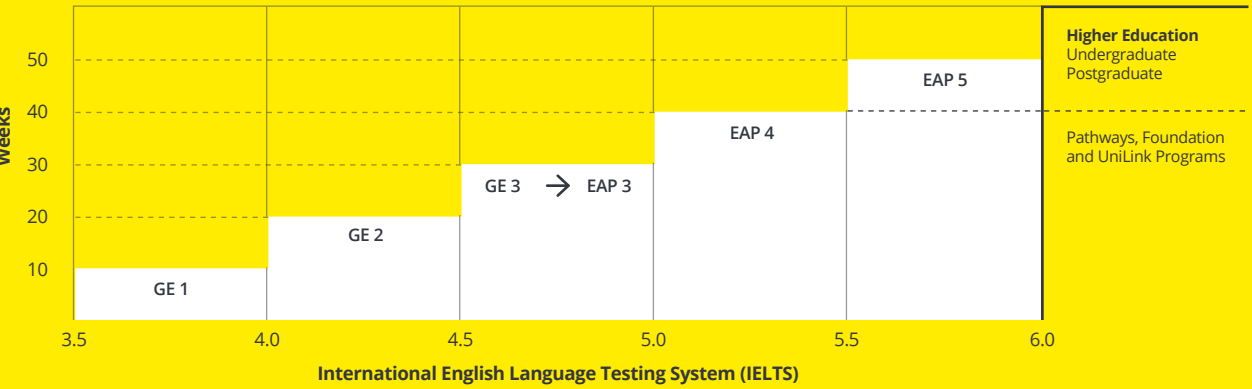 Weeks
50
40
30
20
10
GE 1
GE 2
GE 3 → EAP 3
EAP 4
EAP 5
Higher Education
Undergraduate
Postgraduate
Pathways, Foundation
and UniLink Programs
3.5 4.0 4.5 5.0 5.5 6.0
International English Language Testing System (IELTS)